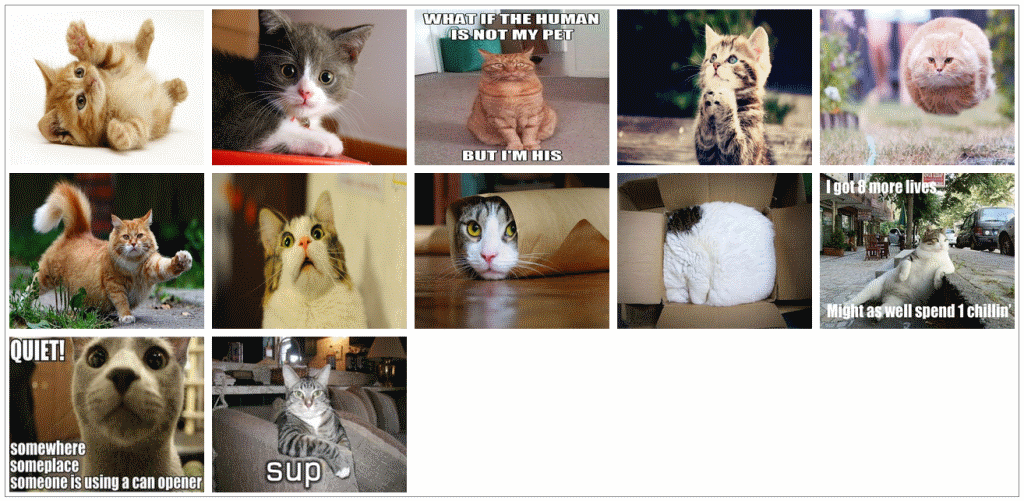 WHAT IF THE HUMAN
IS NOT MY PET
BUT I'M HIS
I got 8 more lives...
Might as well spend 1 chillin'
QUIET!
somewhere
someplace
someone is using a can opener
sup